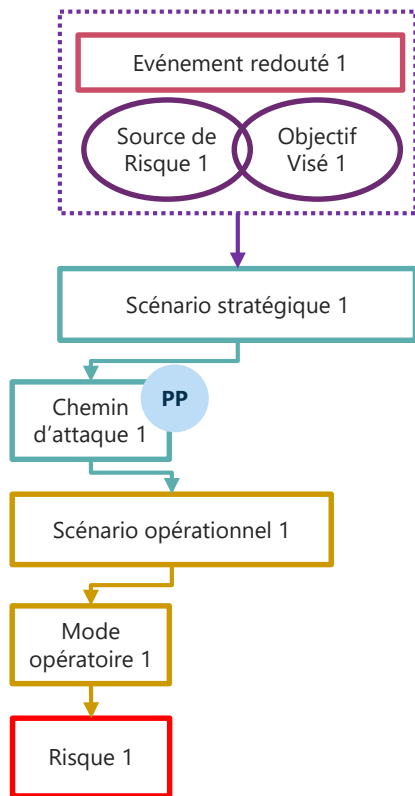 Evénement redouté 1
Source de
Risque 1
Objectif
Visé 1
Scénario stratégique 1
PP
Chemin
d’attaque 1
Scénario opérationnel 1
Mode
opératoire 1
Risque 1